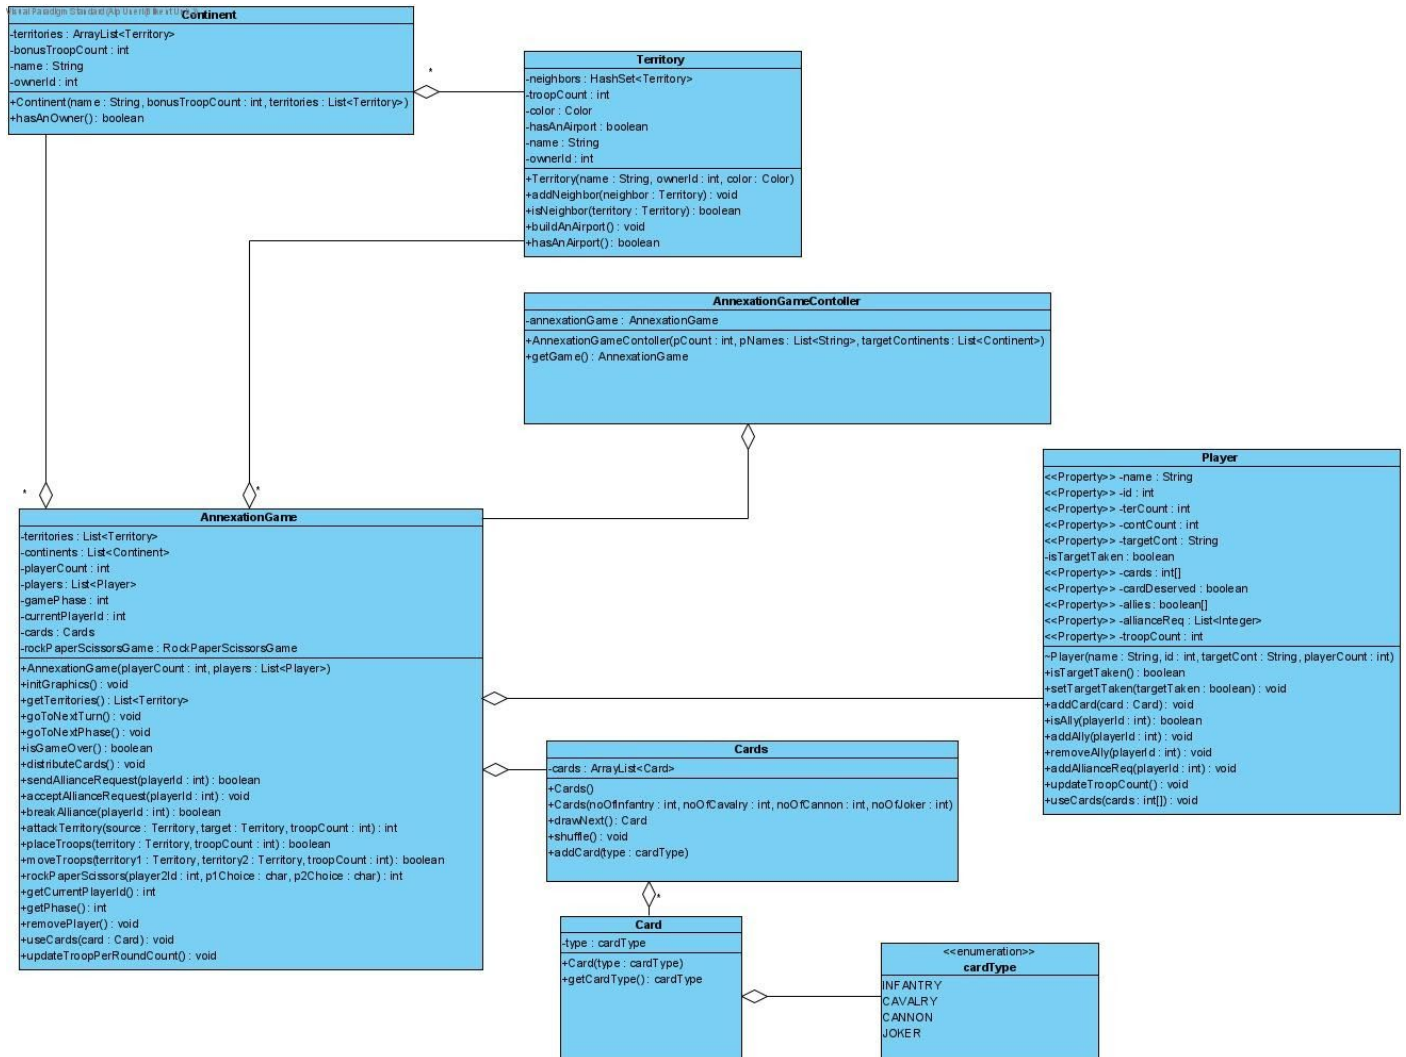 Continent
-territories : ArrayList<Territory>
-bonusTroopCount : int
-name : String
-ownerId : int
+Continent(name : String, bonusTroopCount : int, territories : List<Territory>)
+hasAnOwner() : boolean
*
Territory
-neighbors : HashSet<Territory>
-troopCount : int
-color : Color
-hasAnAirport : boolean
-name : String
-ownerId : int
+Territory(name : String, ownerId : int, color : Color)
+addNeighbor(neighbor : Territory) : void
+isNeighbor(territory : Territory) : boolean
+buildAnAirport() : void
+hasAnAirport() : boolean
AnnexationGameContoller
-annexationGame : AnnexationGame
+AnnexationGameContoller(pCount : int, pNames : List<String>, targetContinents : List<Continent>)
+getGame() : AnnexationGame
*
*
AnnexationGame
-territories : List<Territory>
-continents : List<Continent>
-playerCount : int
-players : List<Player>
-gamePhase : int
-currentPlayerId : int
-cards : Cards
-rockPaperScissorsGame : RockPaperScissorsGame
+AnnexationGame(playerCount : int, players : List<Player>)
+initGraphics() : void
+getTerritories() : List<Territory>
+goToNextTurn() : void
+goToNextPhase() : void
+isGameOver() : boolean
+distributeCards() : void
+sendAllianceRequest(playerId : int) : boolean
+acceptAllianceRequest(playerId : int) : void
+breakAlliance(playerId : int) : boolean
+attackTerritory(source : Territory, target : Territory, troopCount : int) : int
+placeTroops(territory : Territory, troopCount : int) : boolean
+moveTroops(territory1 : Territory, territory2 : Territory, troopCount : int) : boolean
+rockPaperScissors(player2Id : int, p1Choice : char, p2Choice : char) : int
+getCurrentPlayerId() : int
+getPhase() : int
+removePlayer() : void
+useCards(card : Card) : void
+updateTroopPerRoundCount() : void
Player
<<Property>> -name : String
<<Property>> -id : int
<<Property>> -terCount : int
<<Property>> -contCount : int
<<Property>> -targetCont : String
-isTargetTaken : boolean
<<Property>> -cards : int[]
<<Property>> -cardDeserved : boolean
<<Property>> -allies : boolean[]
<<Property>> -allianceReq : List<Integer>
<<Property>> -troopCount : int
~Player(name : String, id : int, targetCont : String, playerCount : int)
+isTargetTaken() : boolean
+setTargetTaken(targetTaken : boolean) : void
+addCard(card : Card) : void
+isAlly(playerId : int) : boolean
+addAlly(playerId : int) : void
+removeAlly(playerId : int) : void
+addAllianceReq(playerId : int) : void
+updateTroopCount() : void
+useCards(cards : int[]) : void
Cards
-cards : ArrayList<Card>
+Cards()
+Cards(noOfInfantry : int, noOfCavalry : int, noOfCannon : int, noOfJoker : int)
+drawNext() : Card
+shuffle() : void
+addCard(type : cardType)
*
Card
-type : cardType
+Card(type : cardType)
+getCardType() : cardType
<<enumeration>>
cardType
INFANTRY
CAVALRY
CANNON
JOKER